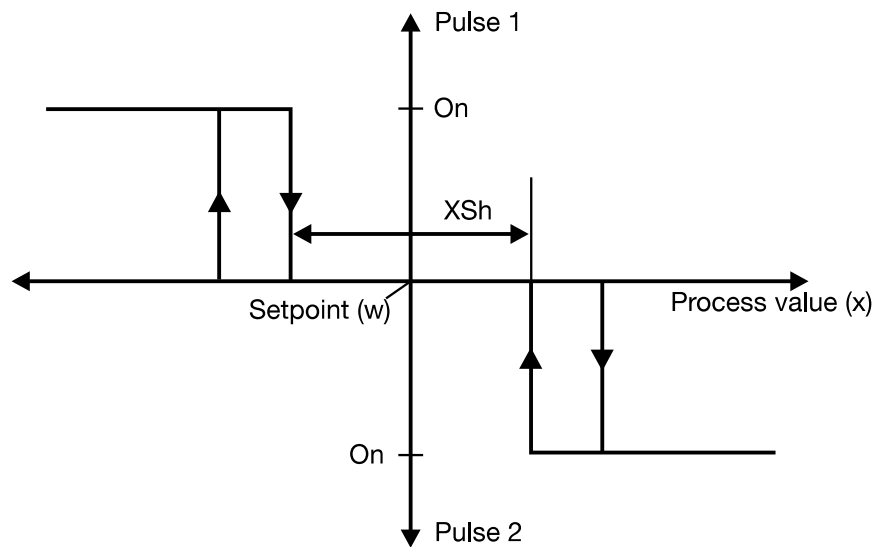 Pulse 1
On
XSh
Setpoint (w)
Process value (x)
On
Pulse 2